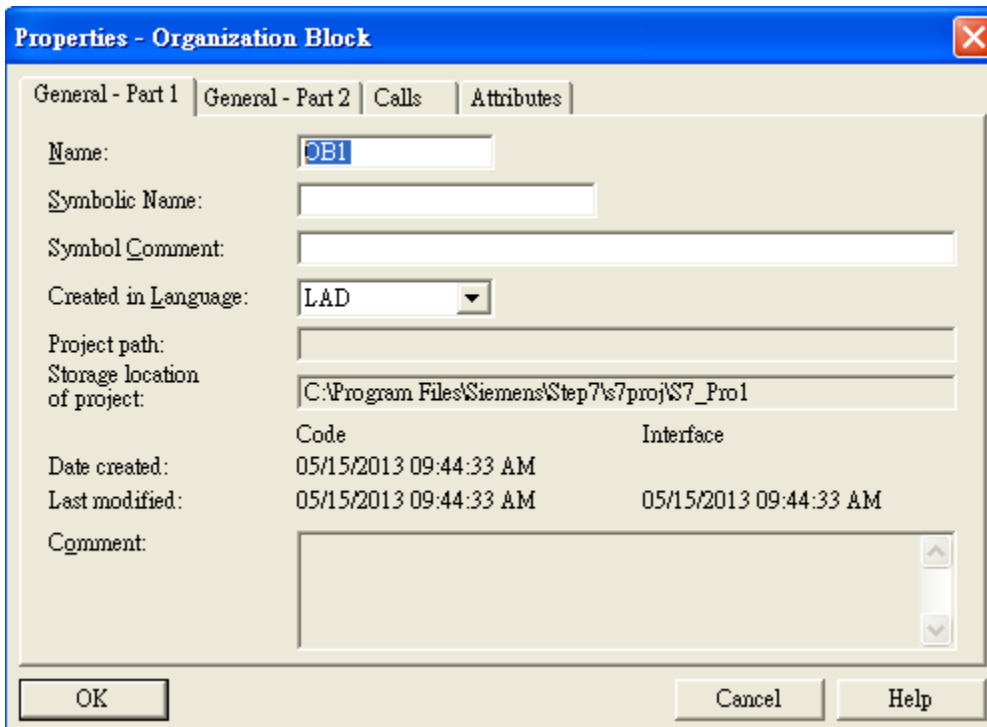 Properties - Organization Block
General - Part 1 General - Part 2 Calls Attributes
Name: OB1
Symbolic Name:
Symbol Comment:
Created in Language: LAD
Project path:
Storage location
of project: C:\Program Files\Siemens\Step7\s7proj\S7_Pro1
Code Interface
Date created: 05/15/2013 09:44:33 AM
Last modified: 05/15/2013 09:44:33 AM 05/15/2013 09:44:33 AM
Comment:
OK Cancel Help